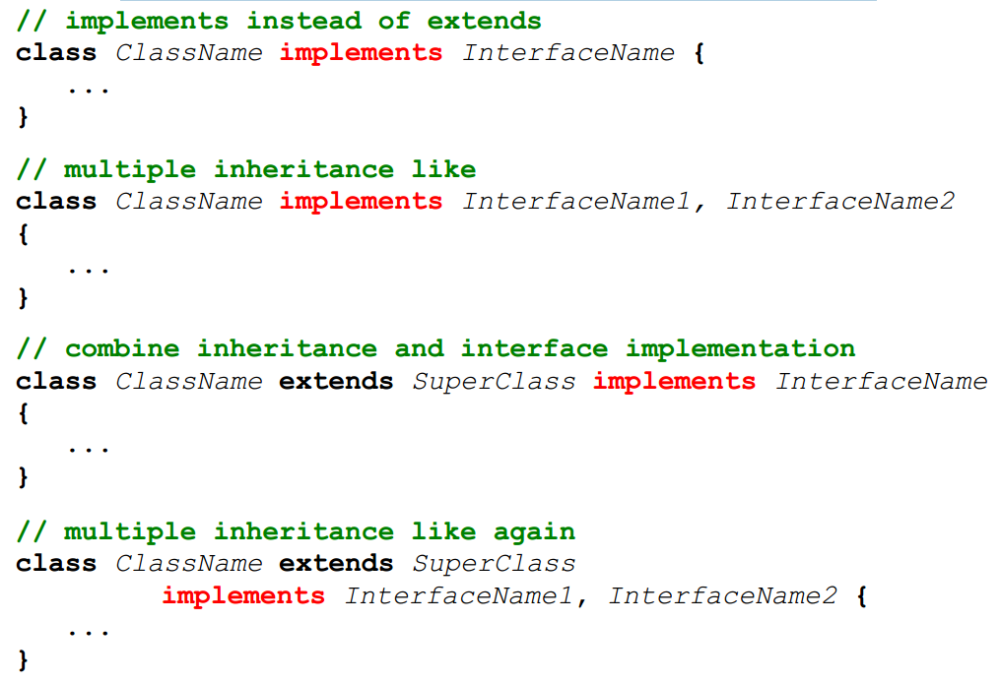 // implements instead of extends
class ClassName implements InterfaceName {
   ...
}
// multiple inheritance like
class ClassName implements InterfaceName1, InterfaceName2
{
   ...
}
// combine inheritance and interface implementation
class ClassName extends SuperClass implements InterfaceName
{
   ...
}
// multiple inheritance like again
class ClassName extends SuperClass
         implements InterfaceName1, InterfaceName2 {
   ...
}